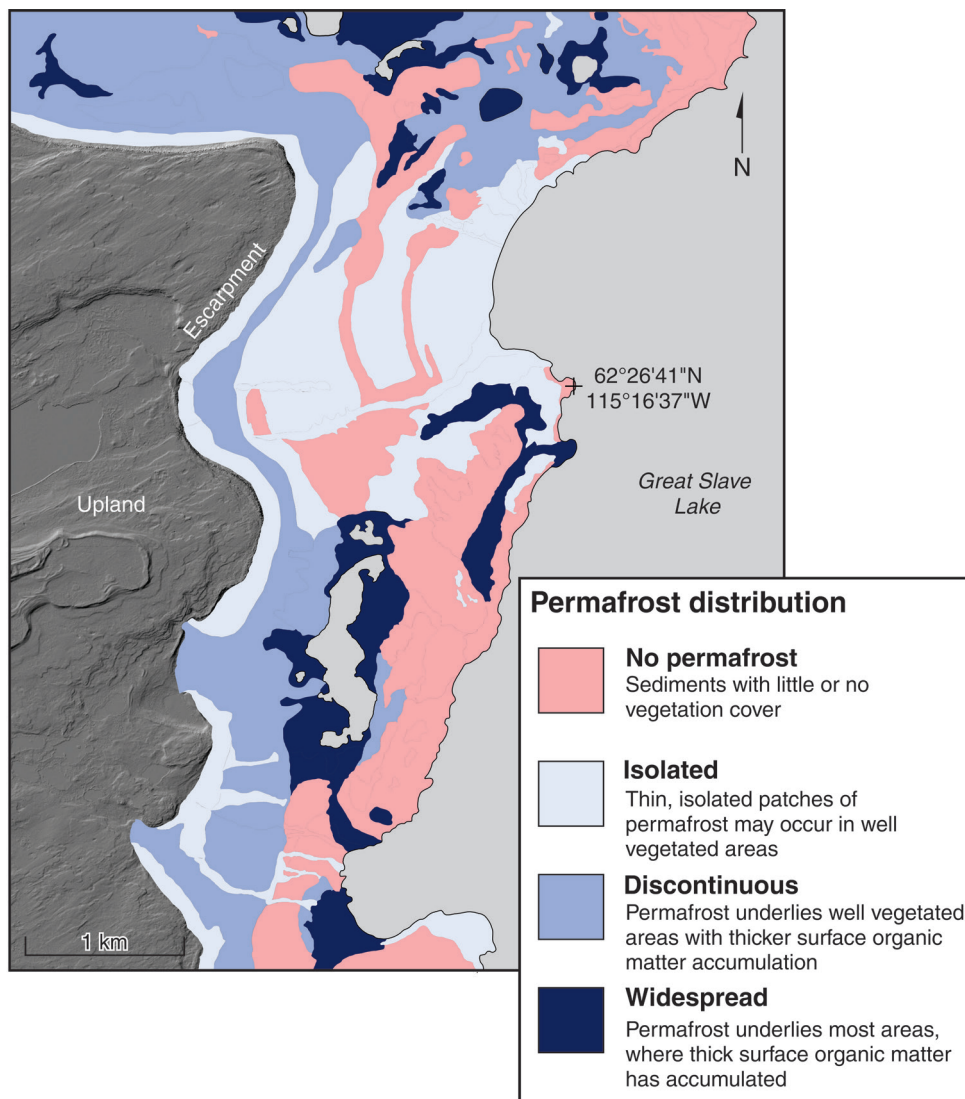 N
Escarpment
62°26'41"N
115°16'37"W
Great Slave
Lake
Upland
1 km
Permafrost distribution
No permafrost
Sediments with little or no
vegetation cover
Isolated
Thin, isolated patches of
permafrost may occur in well
vegetated areas
Discontinuous
Permafrost underlies well vegetated
areas with thicker surface organic
matter accumulation
Widespread
Permafrost underlies most areas,
where thick surface organic matter
has accumulated